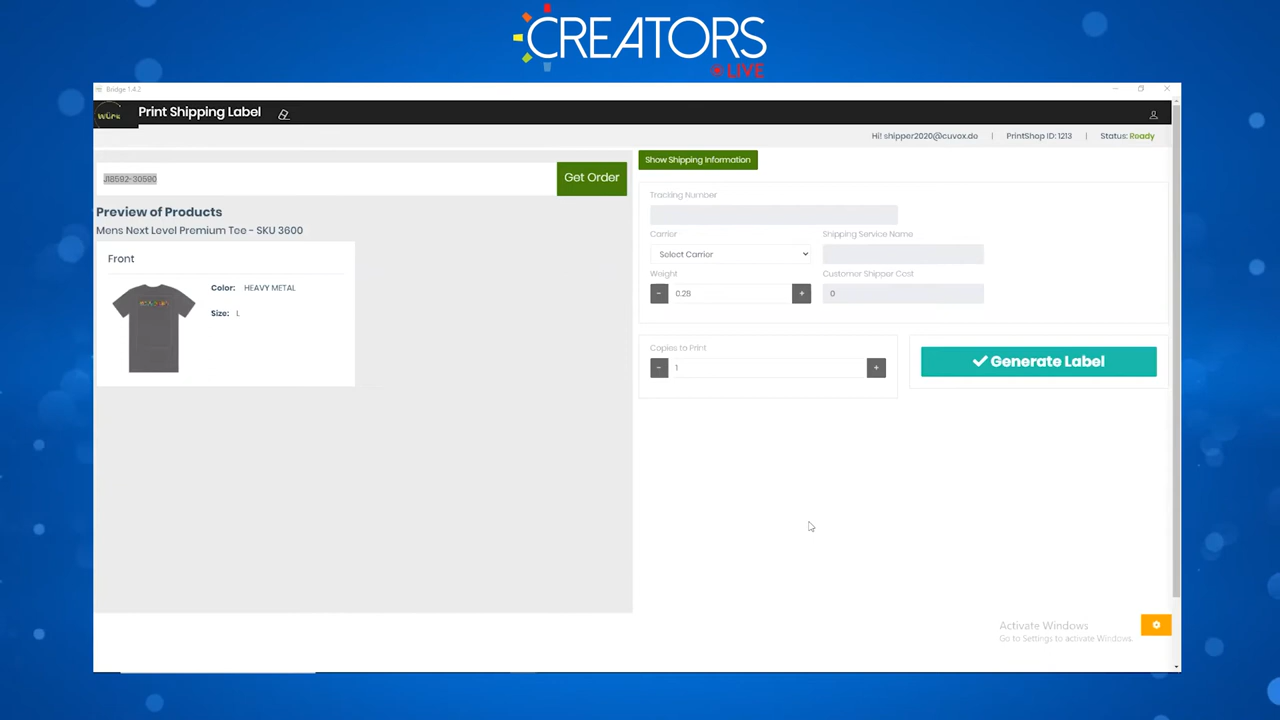 CREATORS
LIVE
Bridge 1.4.2
Print Shipping Label
Hi! shipper2020@cuvox.de | PrintShop ID: 1213 | Status: Ready
J18592-30590
Get Order
Preview of Products
Mens Next Level Premium Tee - SKU 3600
Front
Color: HEAVY METAL
Size: L
Show Shipping Information
Tracking Number
Carrior
Shipping Service Name
Select Carrior
Weight
Customer Shipper Cost
- 0.28 +
0
Copies to Print
- 1 +
Generate Label
Activate Windows
Go to Settings to activate Windows.